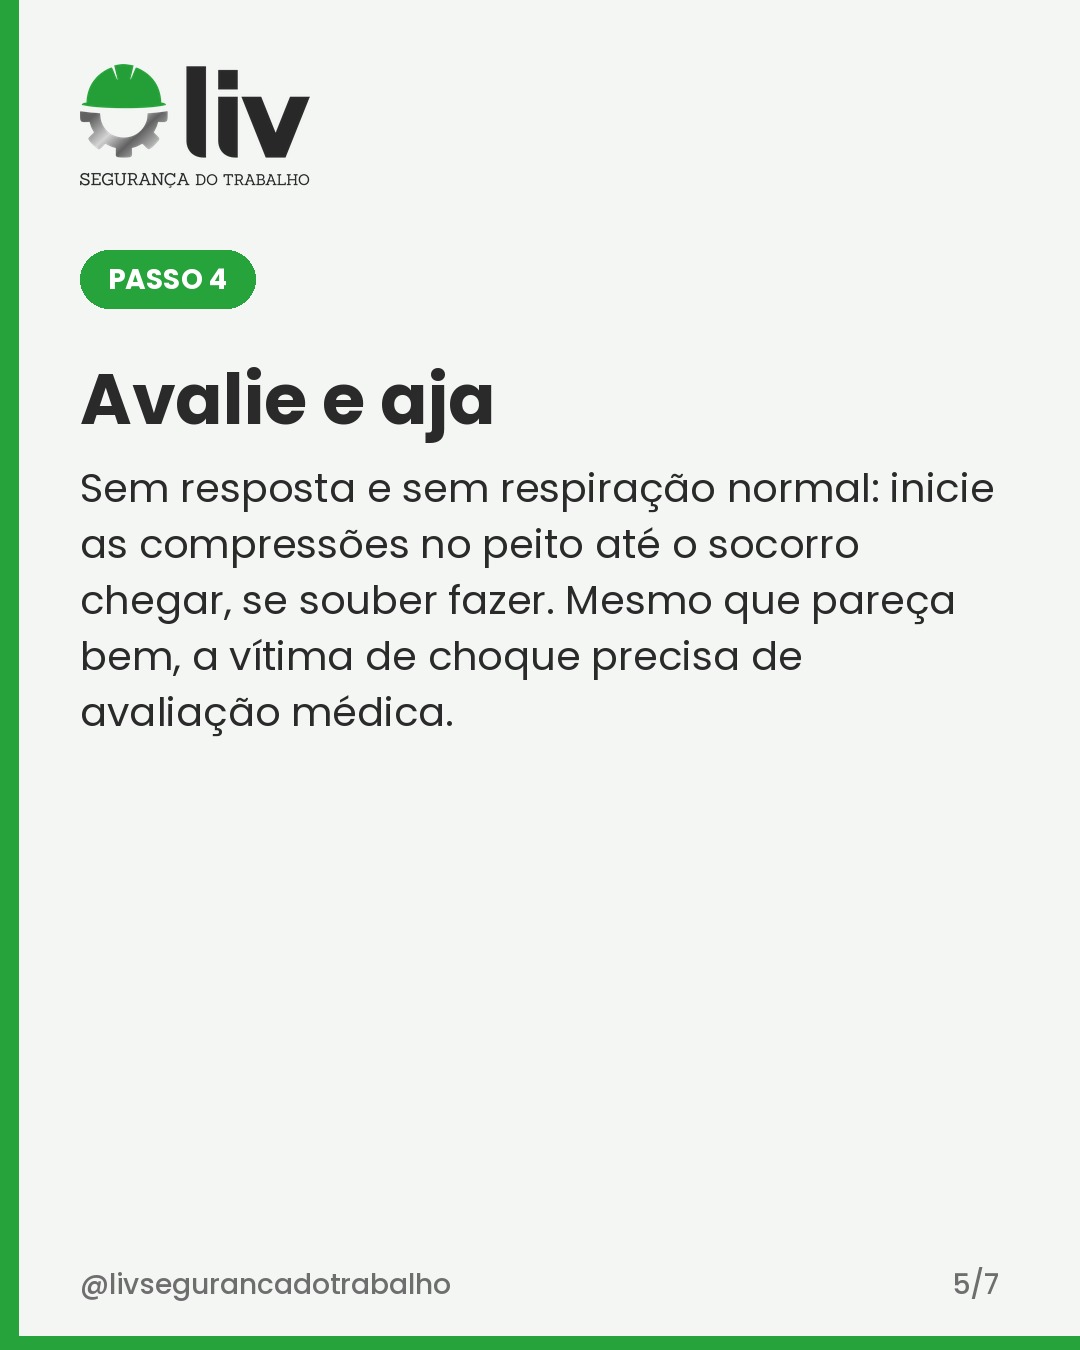 liv
SEGURANÇA DO TRABALHO
PASSO 4
Avalie e aja
Sem resposta e sem respiração normal: inicie
as compressões no peito até o socorro
chegar, se souber fazer. Mesmo que pareça
bem, a vítima de choque precisa de
avaliação médica.
@livsegurancadotrabalho
5/7